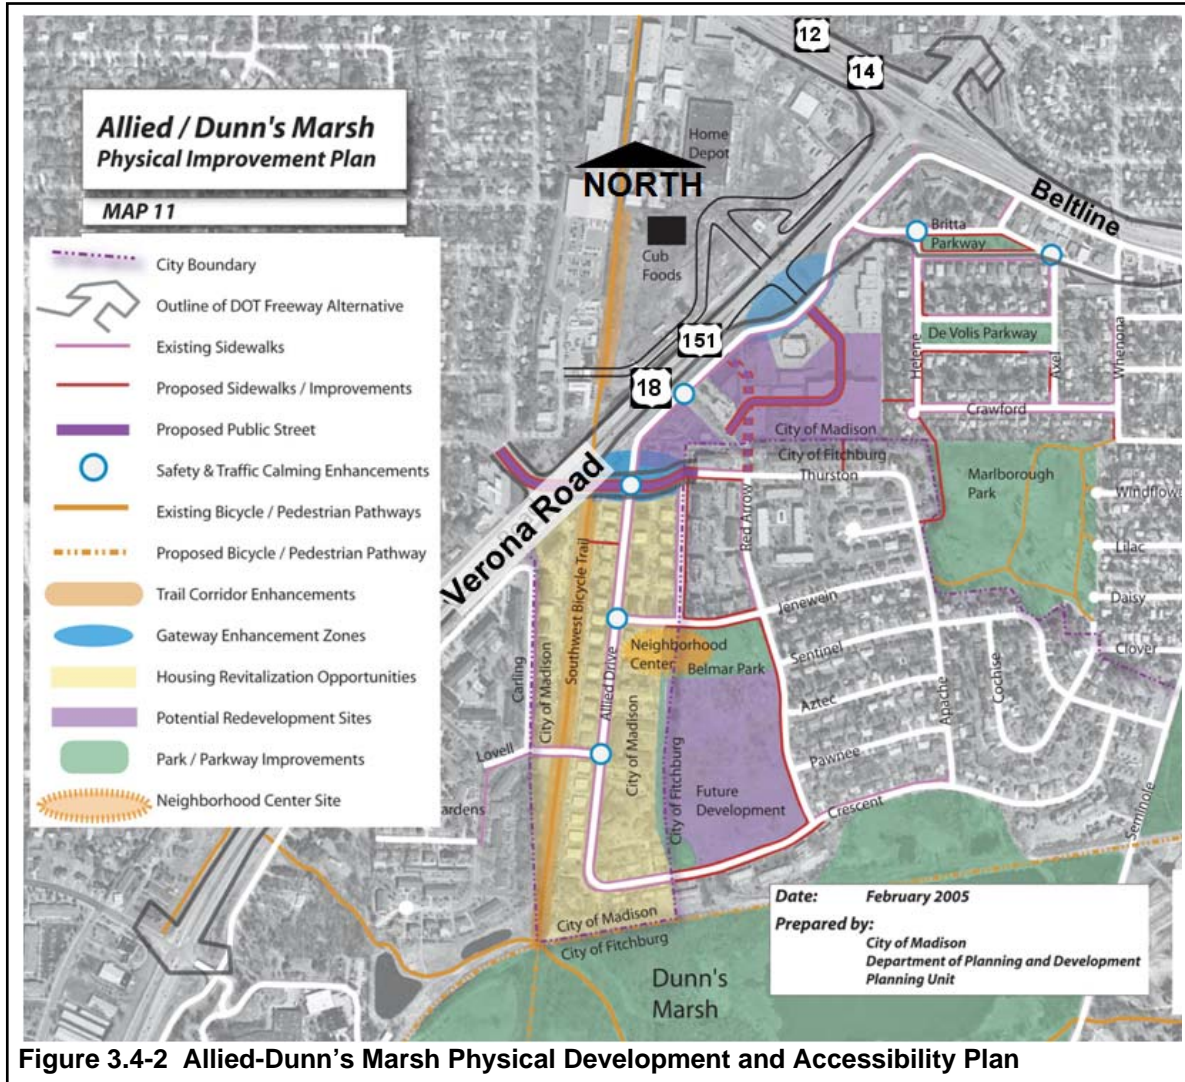 12
14
Allied / Dunn's Marsh
Physical Improvement Plan
MAP 11
Home
Depot
NORTH
Cub
Foods
Beltline
Britta
Parkway
151
18
De Volis Parkway
Helene
Axel
Whenona
Crawford
City Boundary
Outline of DOT Freeway Alternative
Existing Sidewalks
Proposed Sidewalks / Improvements
Proposed Public Street
Safety & Traffic Calming Enhancements
Existing Bicycle / Pedestrian Pathways
Proposed Bicycle / Pedestrian Pathway
Trail Corridor Enhancements
Gateway Enhancement Zones
Housing Revitalization Opportunities
Potential Redevelopment Sites
Park / Parkway Improvements
Neighborhood Center Site
City of Madison
City of Fitchburg
Thurston
Marlborough
Park
Windflowe
Lilac
Daisy
Clover
Verona Road
Red Arrow
Southwest Bicycle Trail
Jenewein
Sentinel
Neighborhood
Center
Belmar Park
Carling
City of Madison
Allied Drive
City of Madison
City of Fitchburg
Aztec
Apache
Cochise
Pawnee
Lovell
ardens
Future
Development
Crescent
Seminole
City of Madison
City of Fitchburg
Dunn's
Marsh
Date: February 2005
Prepared by:
City of Madison
Department of Planning and Development
Planning Unit
Figure 3.4-2 Allied-Dunn's Marsh Physical Development and Accessibility Plan